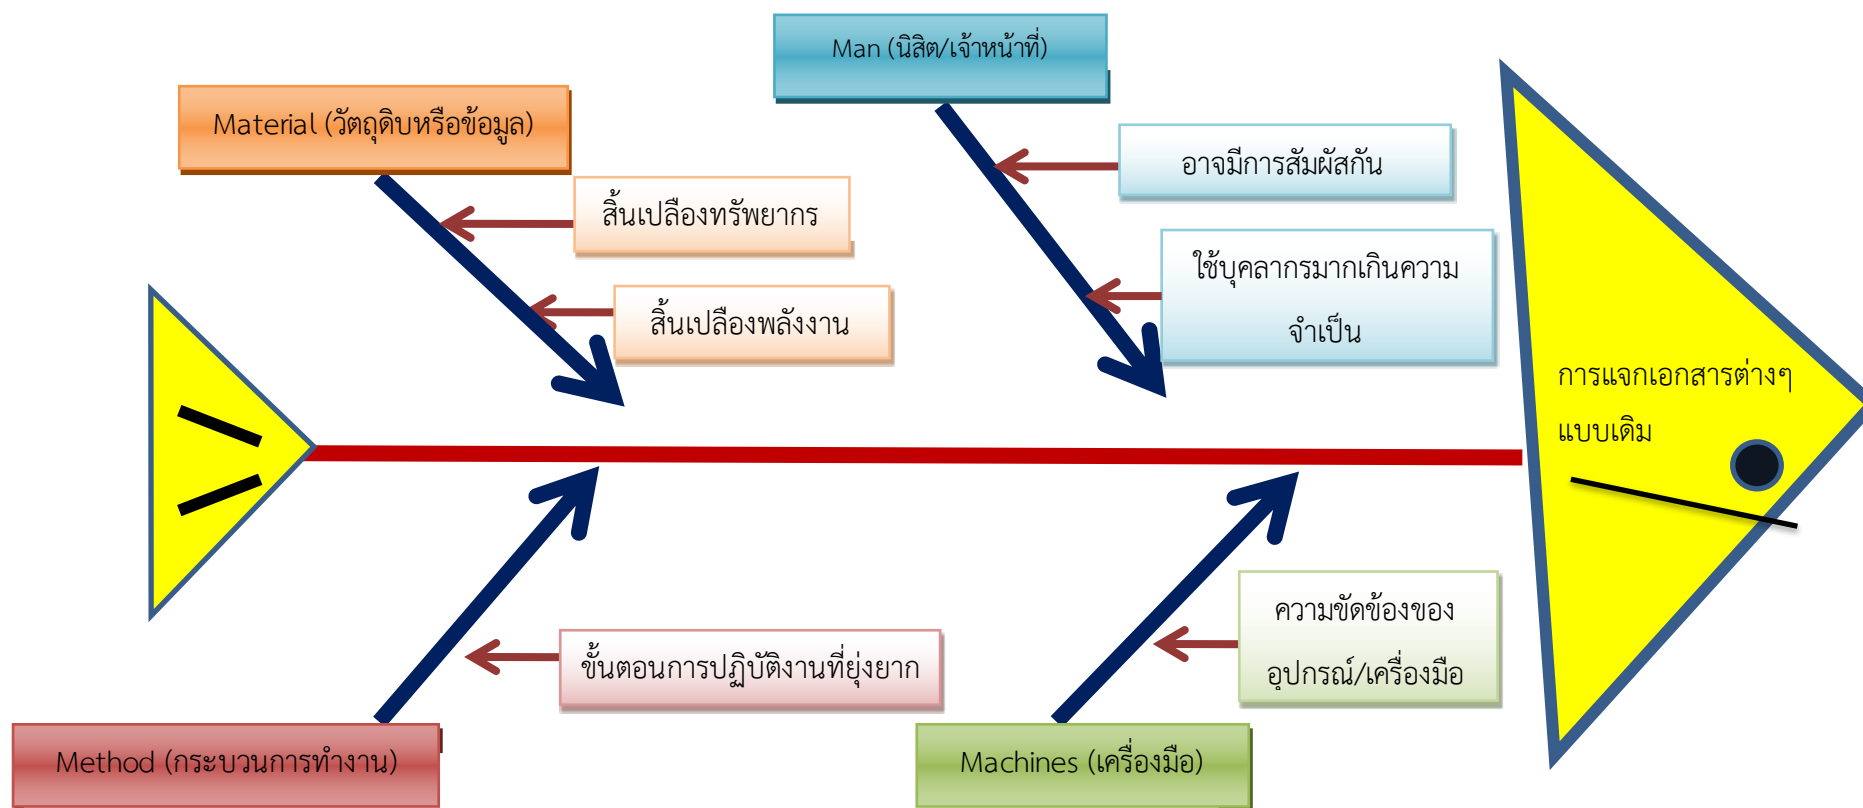 Man (นิสิต/เจ้าหน้าที่)
Material (วัตถุดิบหรือข้อมูล)
อาจมีการสัมผัสกัน
สิ้นเปลืองทรัพยากร
ใช้บุคลากรมากเกินความ
จำเป็น
สิ้นเปลืองพลังงาน
การแจกเอกสารต่างๆ
แบบเดิม
ความขัดข้องของ
อุปกรณ์/เครื่องมือ
ขั้นตอนการปฏิบัติงานที่ยุ่งยาก
Method (กระบวนการทำงาน)
Machines (เครื่องมือ)